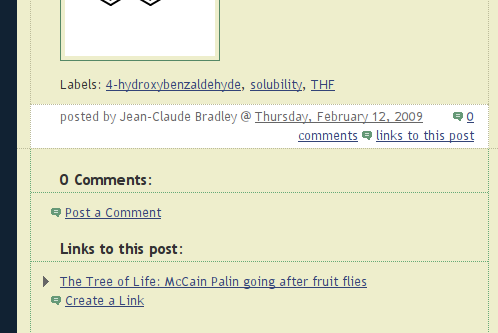 Labels: 4-hydroxybenzaldehyde, solubility, THF
posted by Jean-Claude Bradley @ Thursday, February 12, 2009 0
comments links to this post
0 Comments:
Post a Comment
Links to this post:
The Tree of Life: McCain Palin going after fruit flies
Create a Link